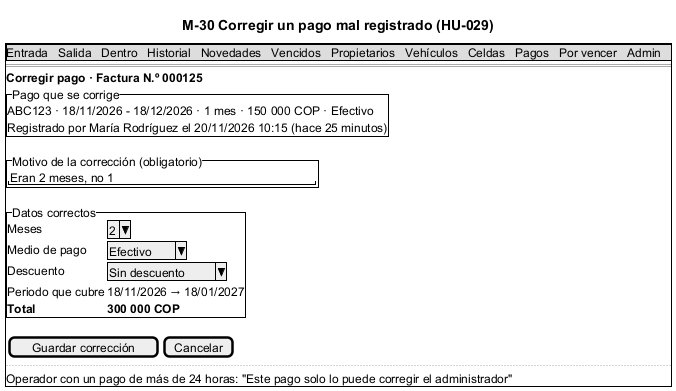 M-30 Corregir un pago mal registrado (HU-029)
Entrada Salida Dentro Historial Novedades Vencidos Propietarios Vehículos Celdas Pagos Por vencer Admin
Corregir pago · Factura N.º 000125
Pago que se corrige
ABC123 · 18/11/2026 - 18/12/2026 · 1 mes · 150 000 COP · Efectivo
Registrado por María Rodríguez el 20/11/2026 10:15 (hace 25 minutos)
Motivo de la corrección (obligatorio)
Eran 2 meses, no 1
Datos correctos
Meses 2
Medio de pago Efectivo
Descuento Sin descuento
Periodo que cubre 18/11/2026 → 18/01/2027
Total 300 000 COP
Guardar corrección Cancelar
Operador con un pago de más de 24 horas: "Este pago solo lo puede corregir el administrador"